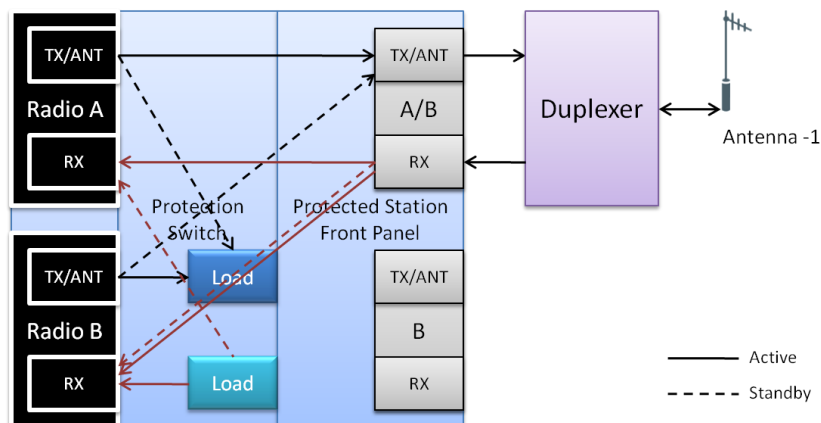 TX/ANT
Radio A
RX
TX/ANT
Radio B
RX
Protection
Switch
Load
Load
Protected Station
Front Panel
TX/ANT
A/B
RX
TX/ANT
B
RX
Duplexer
Antenna -1
Active
Standby